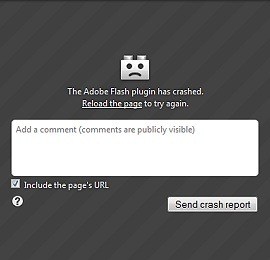 The Adobe Flash plugin has crashed.
Reload the page to try again.
Add a comment (comments are publicly visible)
Include the page's URL
?
Send crash report